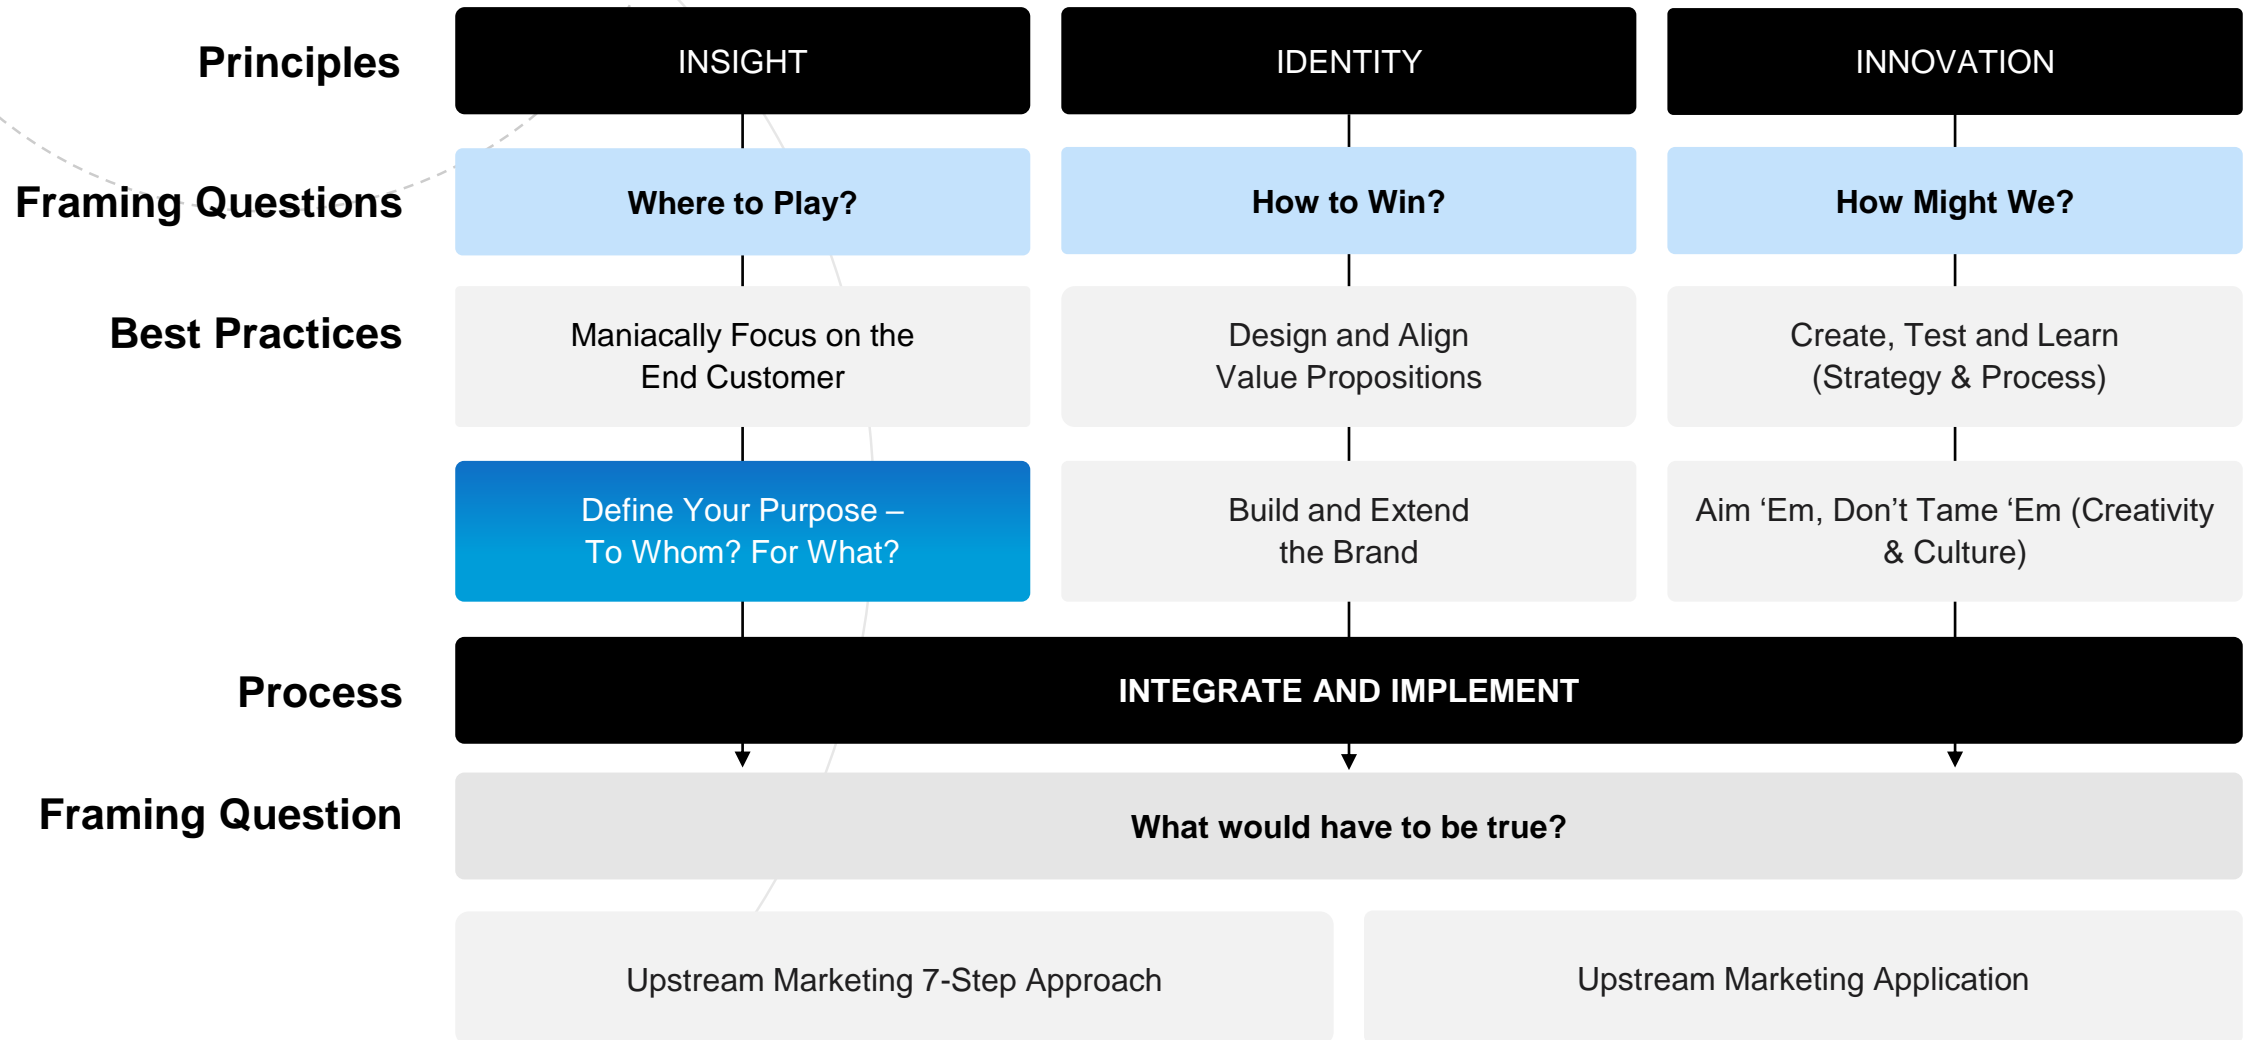 Principles
INSIGHT
IDENTITY
INNOVATION
Framing Questions
Where to Play?
How to Win?
How Might We?
Best Practices
Maniacally Focus on the
End Customer
Design and Align
Value Propositions
Create, Test and Learn
(Strategy & Process)
Define Your Purpose –
To Whom? For What?
Build and Extend
the Brand
Aim ‘Em, Don’t Tame ‘Em (Creativity
& Culture)
Process
INTEGRATE AND IMPLEMENT
Framing Question
What would have to be true?
Upstream Marketing 7-Step Approach
Upstream Marketing Application